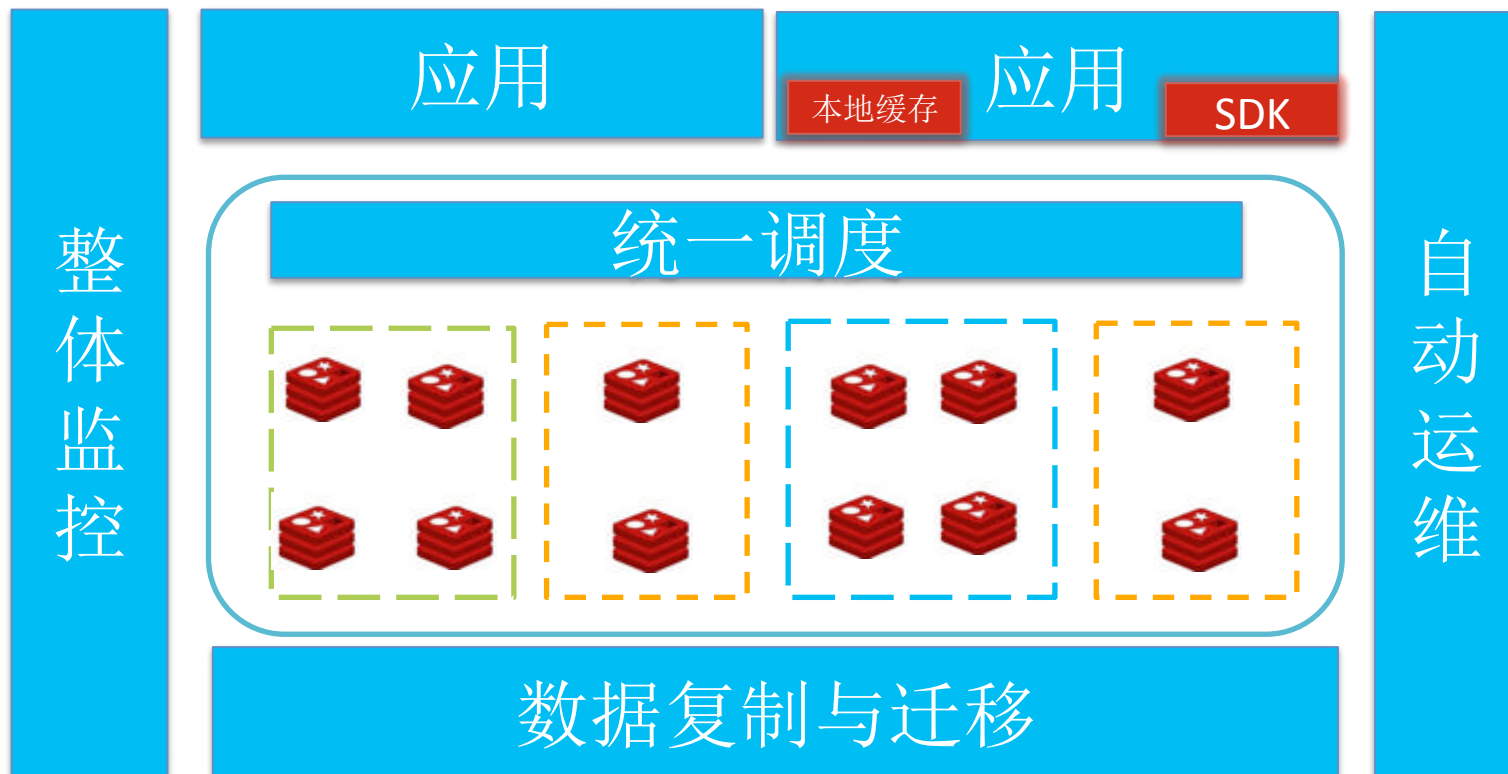 整体监控
应用
应用
本地缓存
SDK
统一调度
数据复制与迁移
自动运维